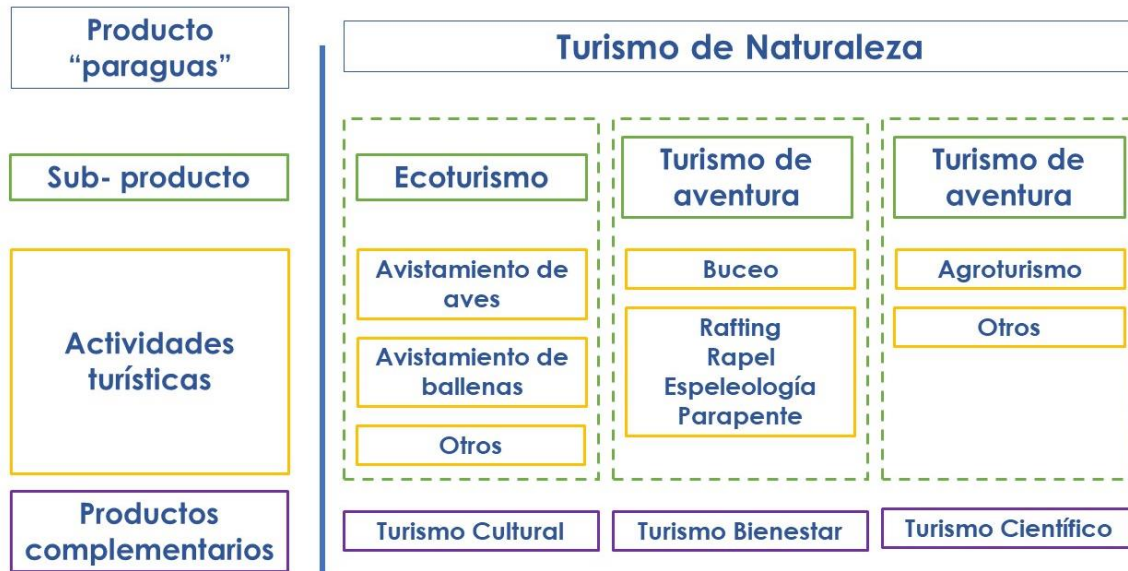 Producto
“paraguas”
Turismo de Naturaleza
Sub- producto
Ecoturismo
Turismo de
aventura
Turismo de
aventura
Actividades
turísticas
Avistamiento de
aves
Avistamiento de
ballenas
Otros
Buceo
Rafting
Rapel
Espeleología
Parapente
Agroturismo
Otros
Productos
complementarios
Turismo Cultural
Turismo Bienestar
Turismo Científico